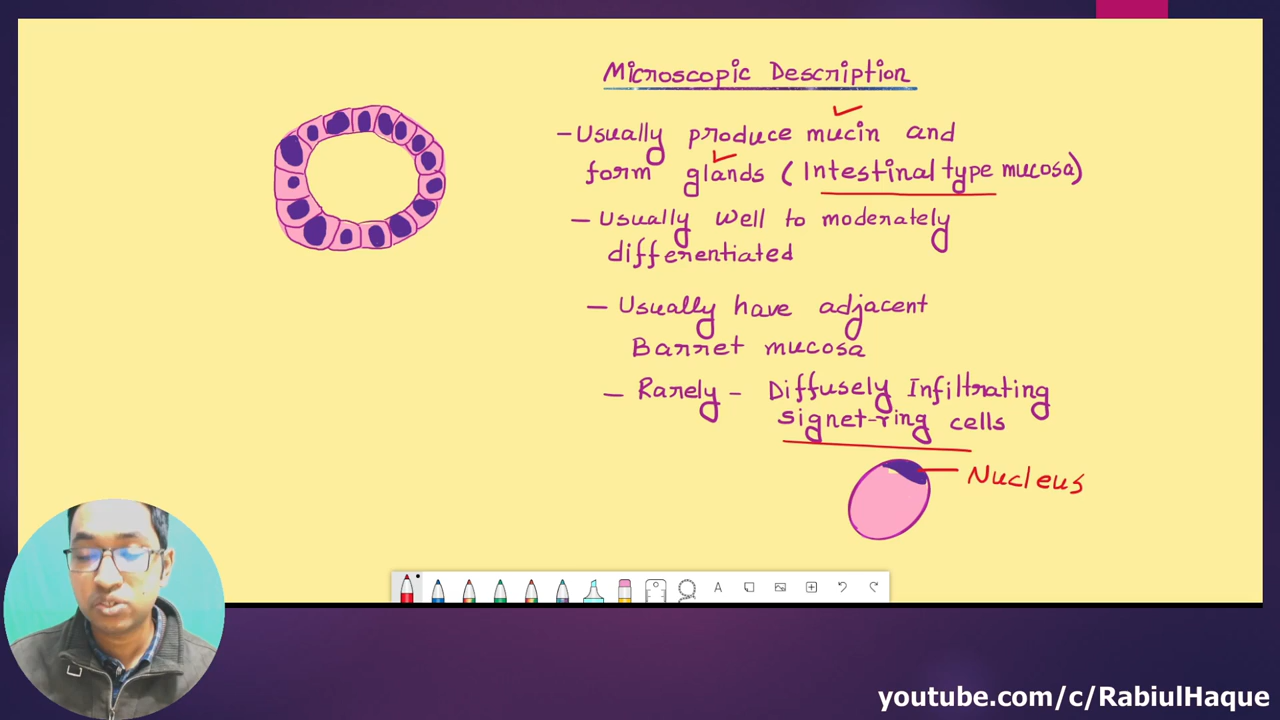 Microscopic Description
- Usually produce mucin and
form glands (Intestinal type mucosa)
- Usually well to moderately
differentiated
- Usually have adjacent
Barret mucosa
- Rarely - Diffusely Infiltrating
signet-ring cells
Nucleus
A
youtube.com/c/RabiulHaque